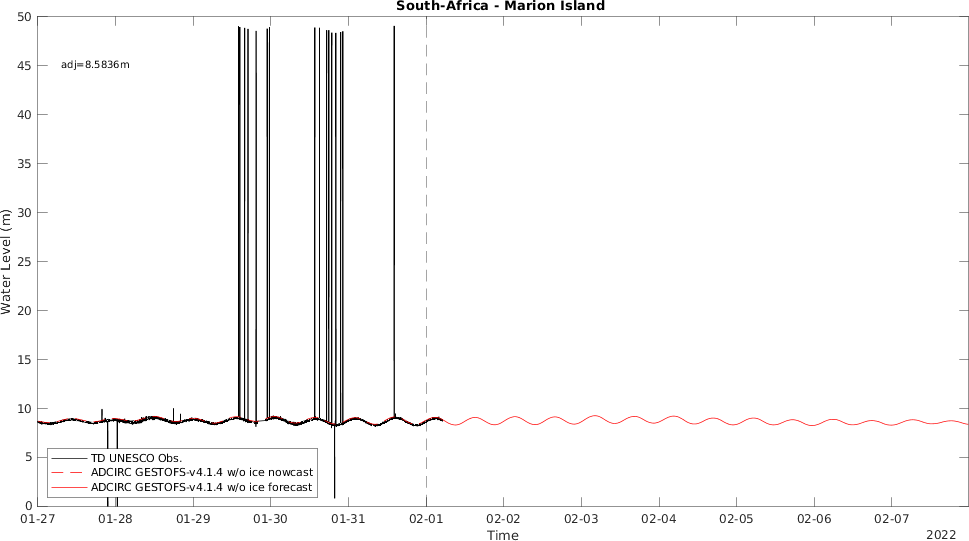 South-Africa - Marion Island
50
45
40
35
30
25
20
15
10
5
0
Water Level (m)
adj=8.5836m
TD UNESCO Obs.
ADCIRC GESTOFS-v4.1.4 w/o ice nowcast
ADCIRC GESTOFS-v4.1.4 w/o ice forecast
01-27 01-28 01-29 01-30 01-31 02-01 02-02 02-03 02-04 02-05 02-06 02-07
Time
2022